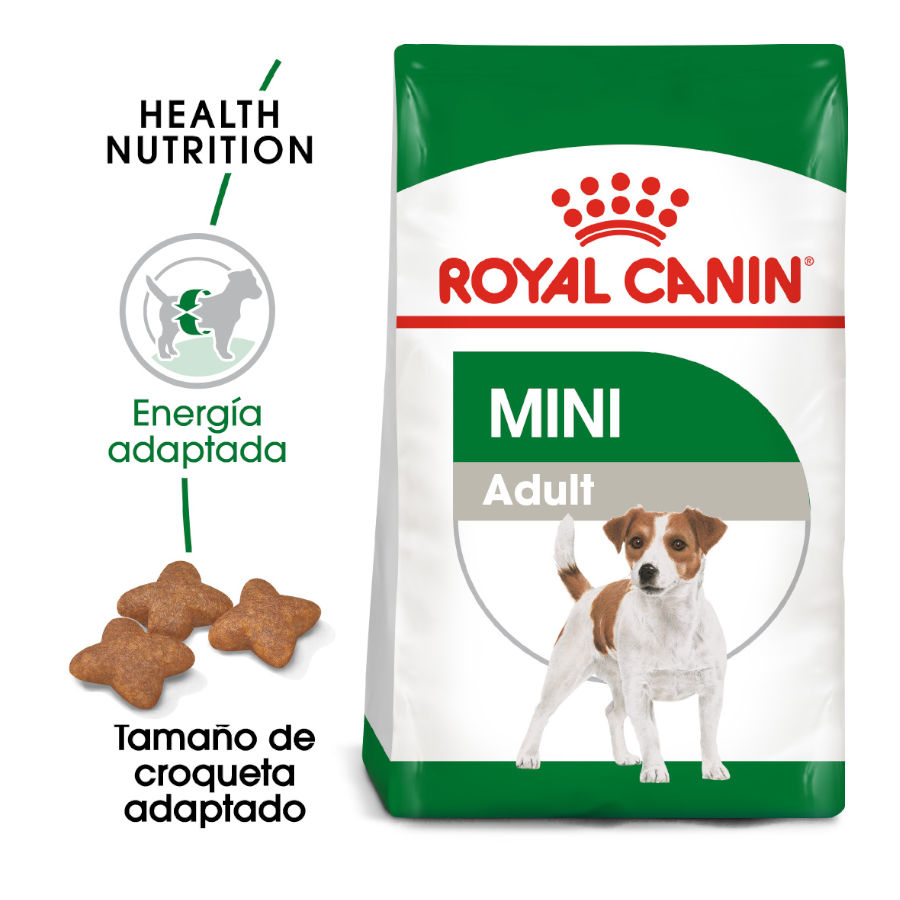 HEALTH
NUTRITION
Energía
adaptada
Tamaño de
croqueta
adaptado
ROYAL CANIN®
MINI
Adult